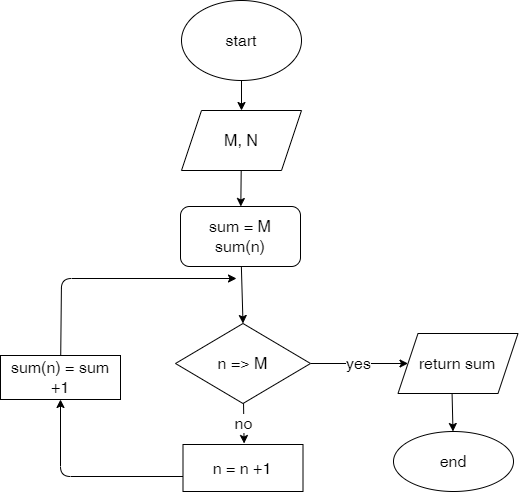 start
M, N
sum = M
sum(n)
n => M
yes
return sum
no
sum(n) = sum
+1
n = n +1
end